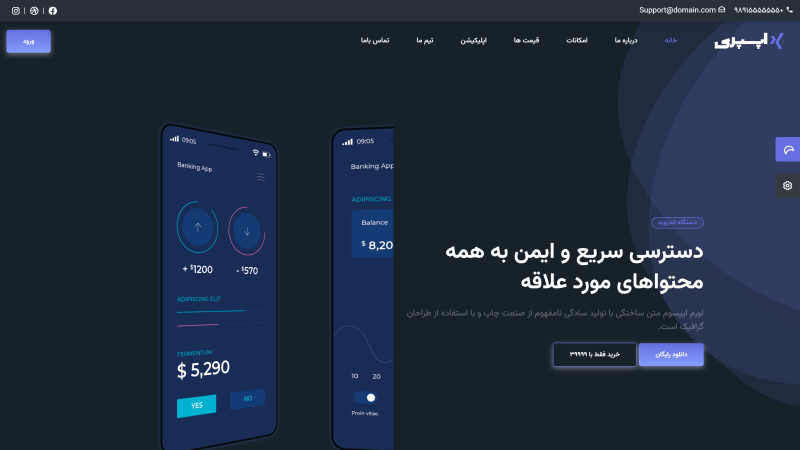 +۹۸۹۱۵۵۵۵۵۵۵
Support@domain.com
اپسپری
خانه
درباره ما
امکانات
قیمت ها
اپلیکیشن
تیم ما
تماس باما
ورود
دستگاه اندروید
دسترسی سریع و ایمن به همه
محتواهای مورد علاقه
لورم ایپسوم متن ساختگی با تولید سادگی نامفهوم از صنعت چاپ و با استفاده از طراحان
گرافیک است.
دانلود رایگان
خرید فقط با ۳۹۹۹۹
09:05
Banking App
+ $1200
- $570
ADIPISCING ELIT
FERMENTUM
$ 5,290
YES
NO
09:05
Banking App
ADIPISCING
Balance
$ 8,20
10 20
Proin vitae.